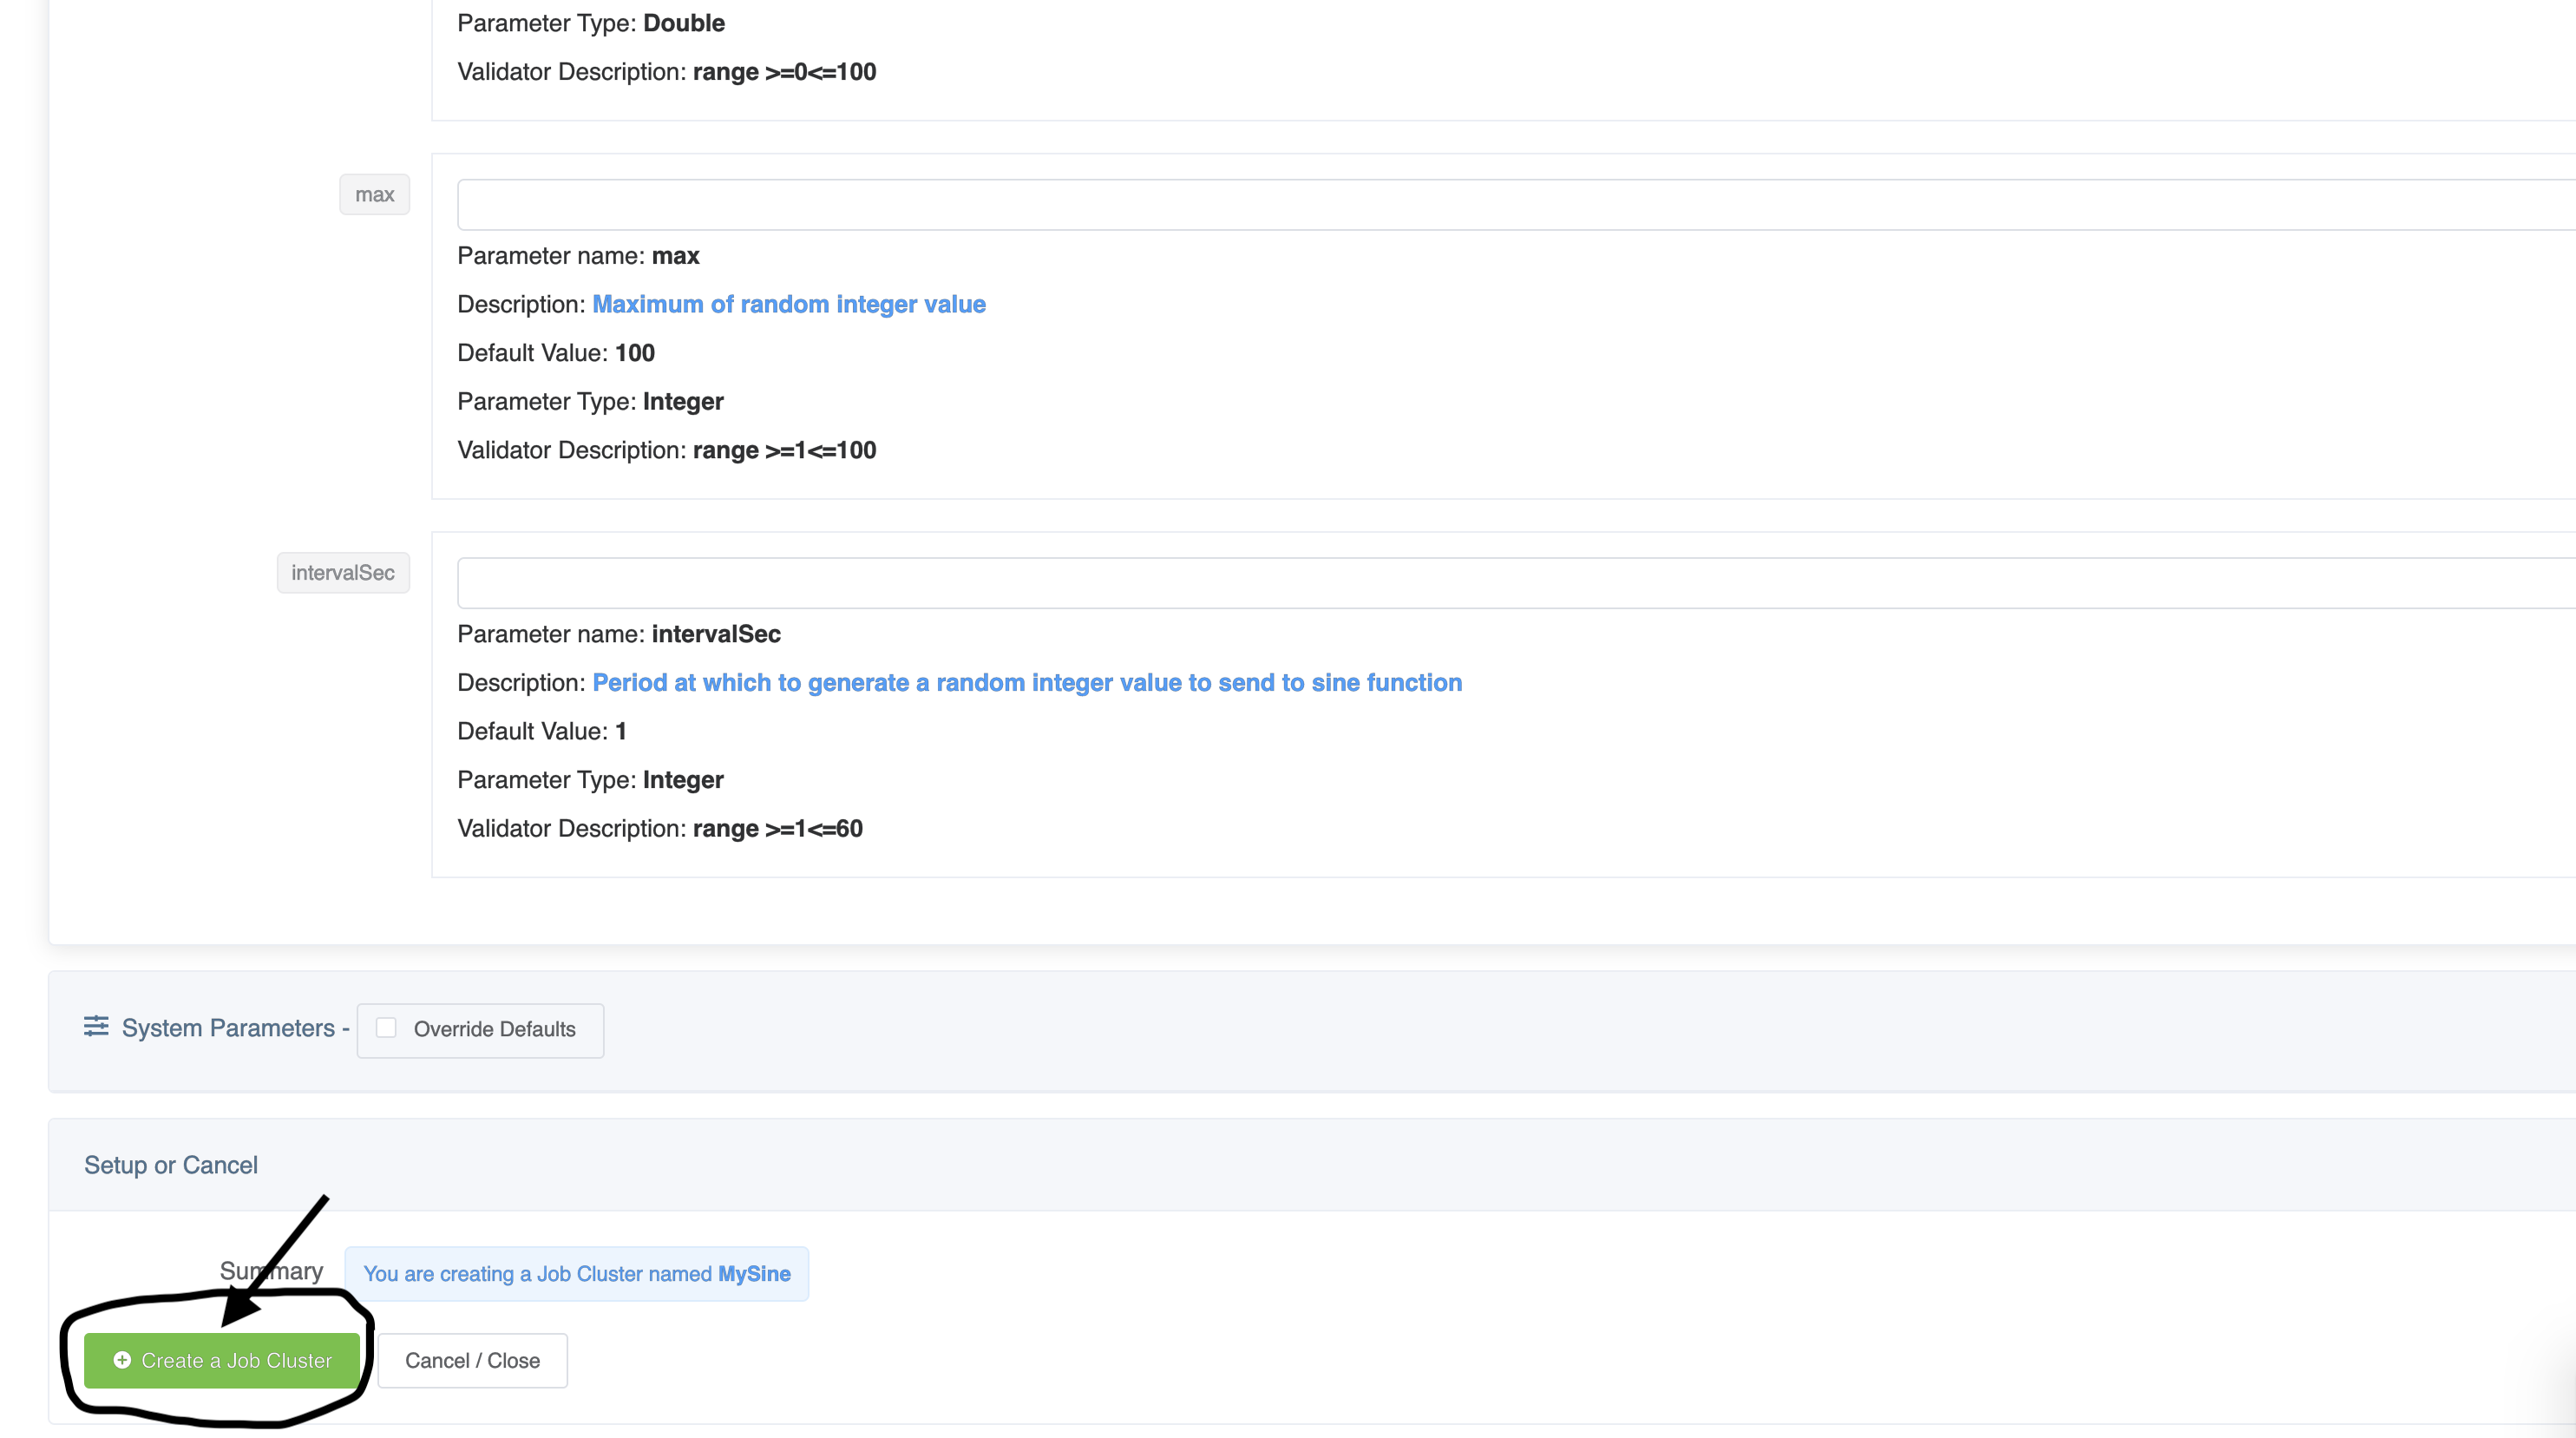 Parameter Type: Double
Validator Description: range >=0<=100
max
Parameter name: max
Description: Maximum of random integer value
Default Value: 100
Parameter Type: Integer
Validator Description: range >=1<=100
intervalSec
Parameter name: intervalSec
Description: Period at which to generate a random integer value to send to sine function
Default Value: 1
Parameter Type: Integer
Validator Description: range >=1<=60
System Parameters - Override Defaults
Setup or Cancel
Summary You are creating a Job Cluster named MySine
Create a Job Cluster Cancel / Close